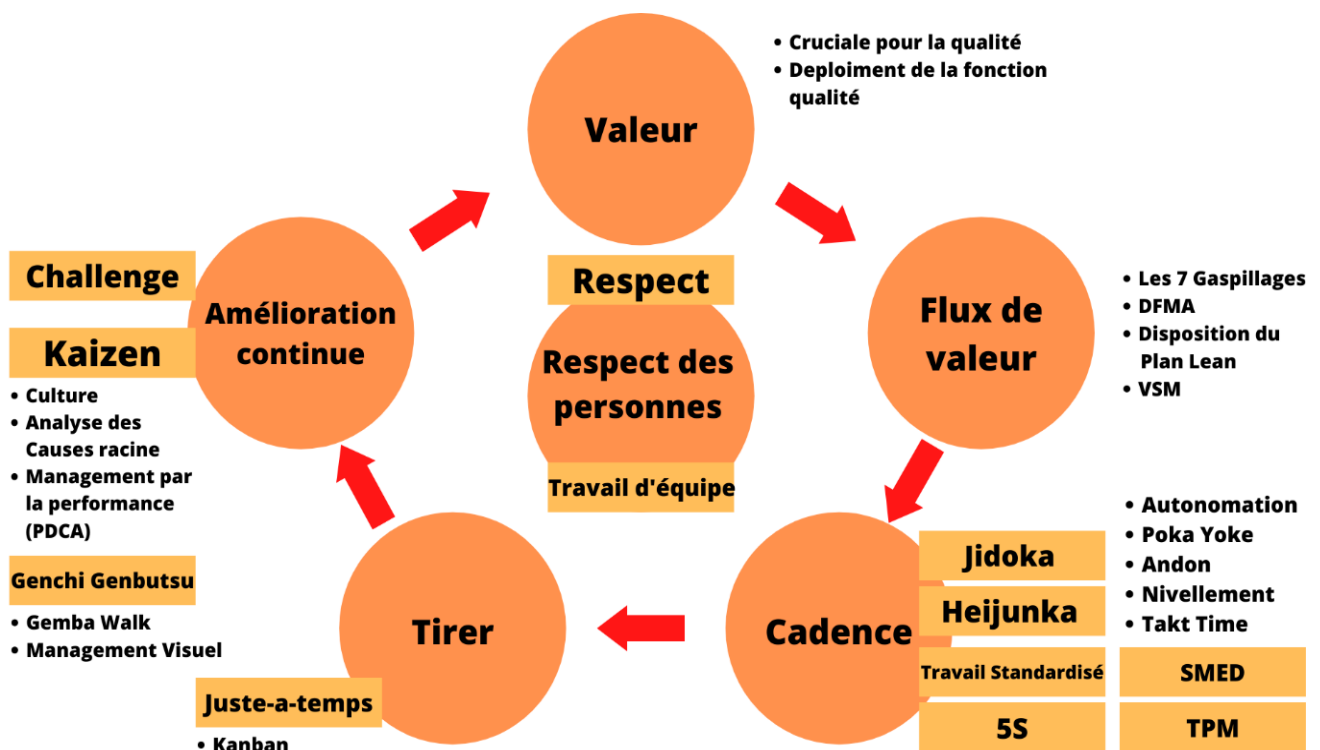 Valeur
• Cruciale pour la qualité
• Deploiment de la fonction
qualité
Flux de
valeur
• Les 7 Gaspillages
• DFMA
• Disposition du
Plan Lean
• VSM
Respect
Respect des
personnes
Travail d'équipe
Cadence
Jidoka
Heijunka
Travail Standardisé
5S
SMED
TPM
• Autonomation
• Poka Yoke
• Andon
• Nivellement
• Takt Time
Tirer
Juste-a-temps
• Kanban
Amélioration
continue
Challenge
Kaizen
• Culture
• Analyse des
Causes racine
• Management par
la performance
(PDCA)
Genchi Genbutsu
• Gemba Walk
• Management Visuel